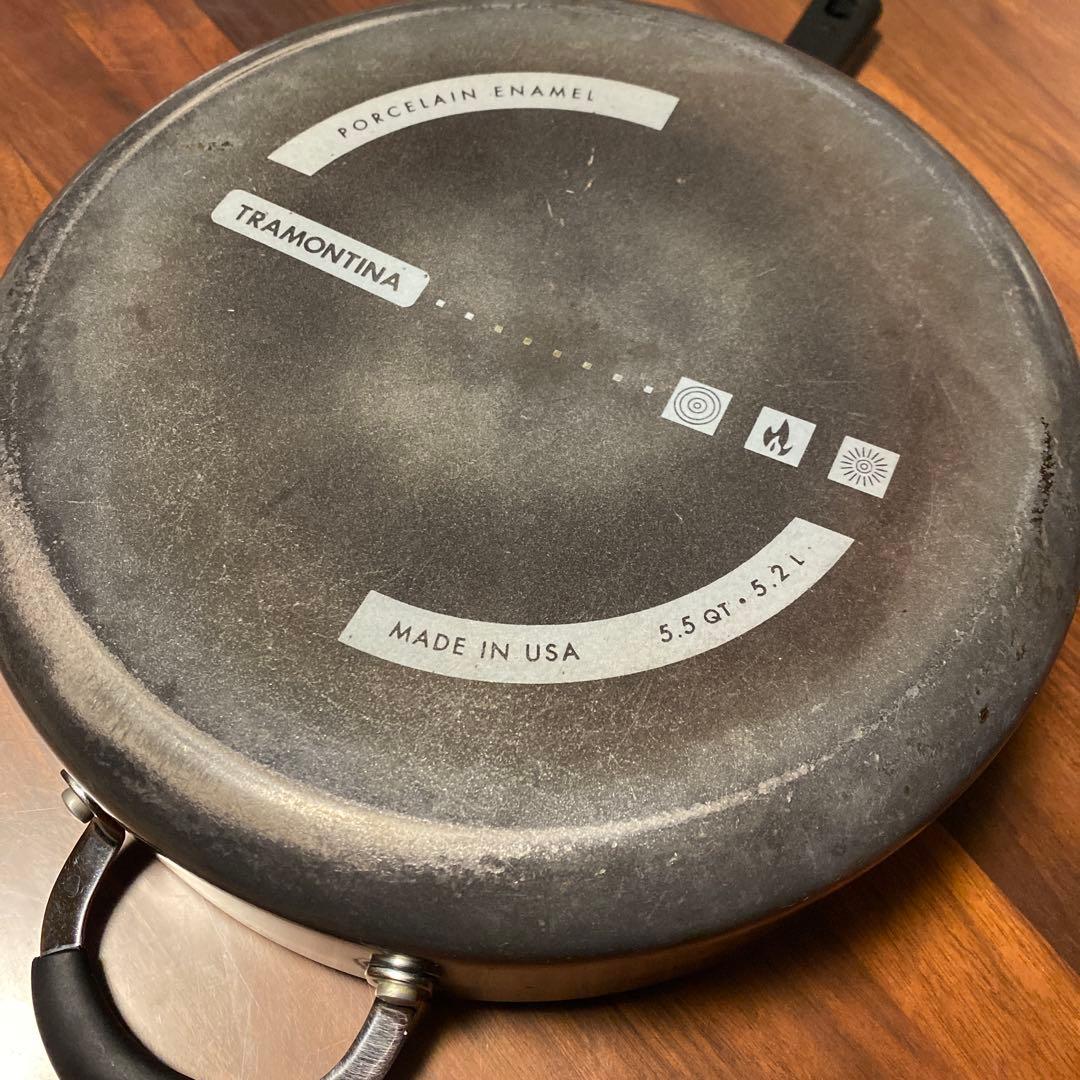 PORCELAIN ENAMEL
TRAMONTINA
MADE IN USA 5.5 QT • 5.2 L